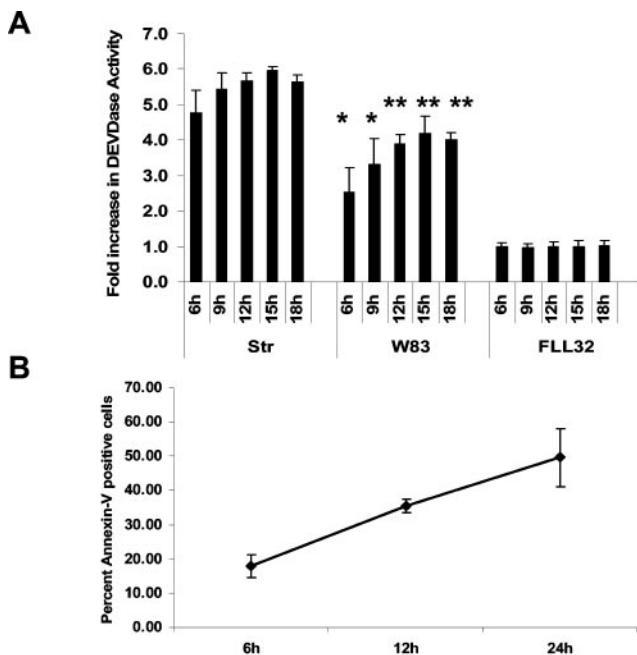 A
Fold increase in DEVDase Activity
6.0
5.0
4.0
3.0
2.0
1.0
0.0
* * ** ** **
6h 9h 12h 15h 18h 6h 9h 12h 15h 18h 6h 9h 12h 15h 18h
Str W83 FLL32
B
Percent Annexin-V positive cells
70.00
60.00
50.00
40.00
30.00
20.00
10.00
0.00
6h 12h 24h